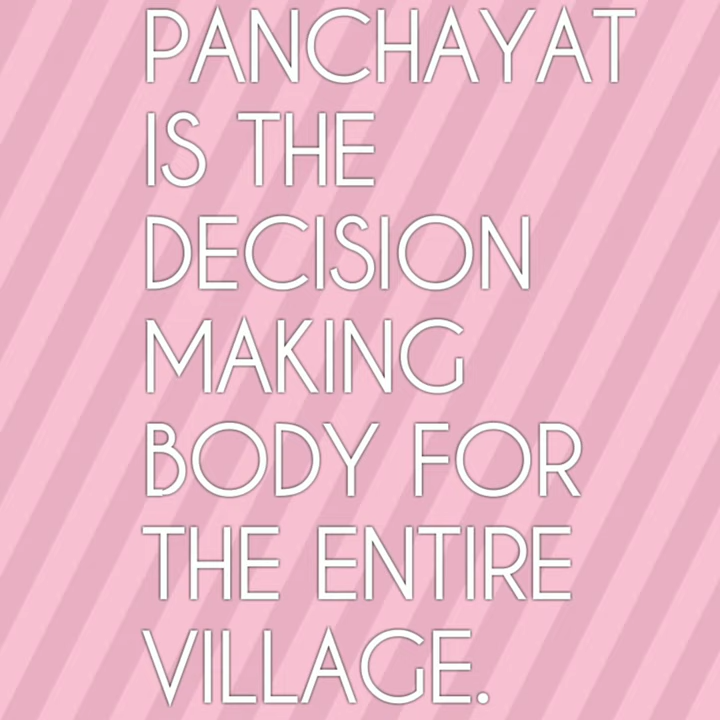 PANCHAYAT
IS THE
DECISION
MAKING
BODY FOR
THE ENTIRE
VILLAGE.